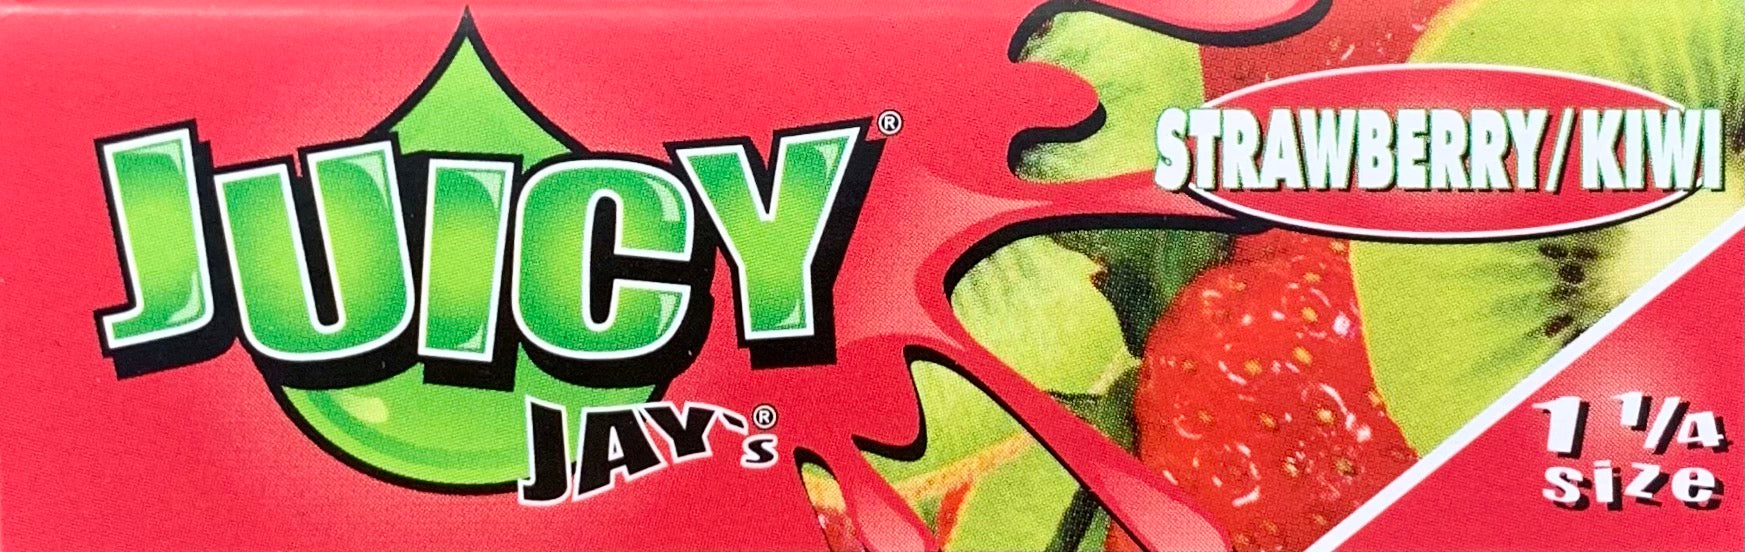 JUICY®
JAY`s®
STRAWBERRY/KIWI
1 1/4
size